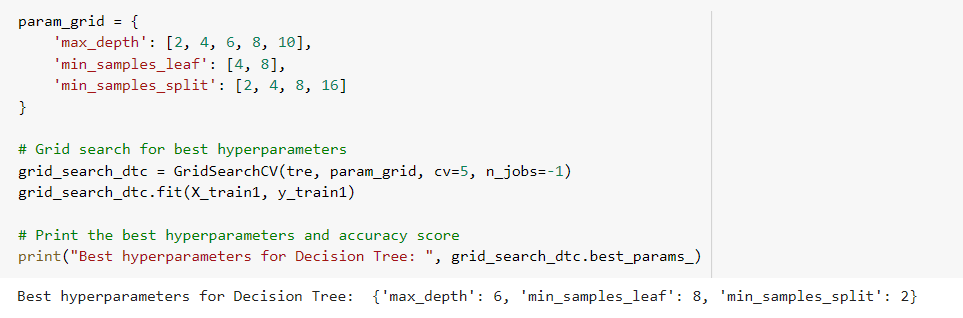 param_grid = {
    'max_depth': [2, 4, 6, 8, 10],
    'min_samples_leaf': [4, 8],
    'min_samples_split': [2, 4, 8, 16]
}
# Grid search for best hyperparameters
grid_search_dtc = GridSearchCV(tre, param_grid, cv=5, n_jobs=-1)
grid_search_dtc.fit(X_train1, y_train1)
# Print the best hyperparameters and accuracy score
print("Best hyperparameters for Decision Tree: ", grid_search_dtc.best_params_)
Best hyperparameters for Decision Tree:  {'max_depth': 6, 'min_samples_leaf': 8, 'min_samples_split': 2}